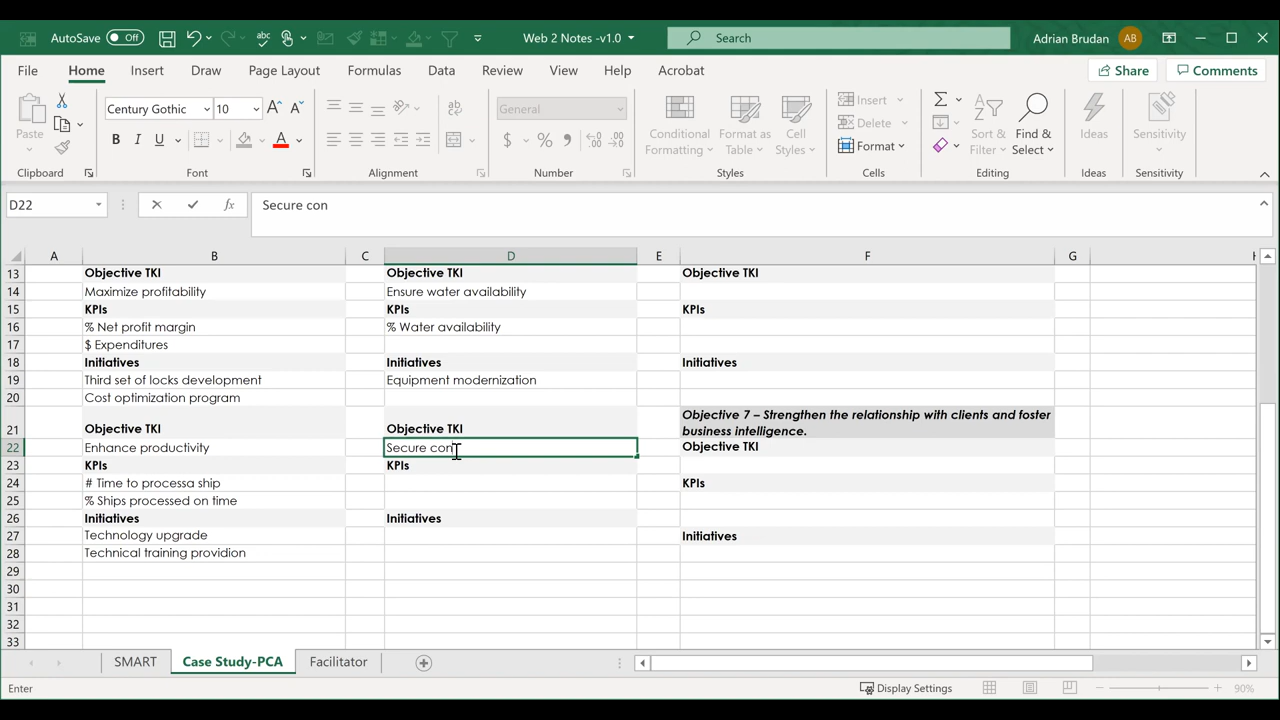 AutoSave Off Web 2 Notes -v1.0 Search Adrian Brudan AB
File Home Insert Draw Page Layout Formulas Data Review View Help Acrobat Share Comments
Paste Century Gothic 10 General Conditional Formatting Format as Table Cell Styles Insert Delete Format Sort & Filter Find & Select Ideas Sensitivity
Clipboard Font Alignment Number Styles Cells Editing Ideas Sensitivity
D22 fx Secure con
A B C D E F G H
13 Objective TKI Objective TKI Objective TKI
14 Maximize profitability Ensure water availability
15 KPIs KPIs KPIs
16 % Net profit margin % Water availability
17 $ Expenditures
18 Initiatives Initiatives Initiatives
19 Third set of locks development Equipment modernization
20 Cost optimization program
Objective 7 – Strengthen the relationship with clients and foster
21 Objective TKI Objective TKI business intelligence.
22 Enhance productivity Secure con Objective TKI
23 KPIs KPIs
24 # Time to processa ship KPIs
25 % Ships processed on time
26 Initiatives Initiatives
27 Technology upgrade Initiatives
28 Technical training providion
29
30
31
32
33
SMART Case Study-PCA Facilitator
Enter Display Settings 90%